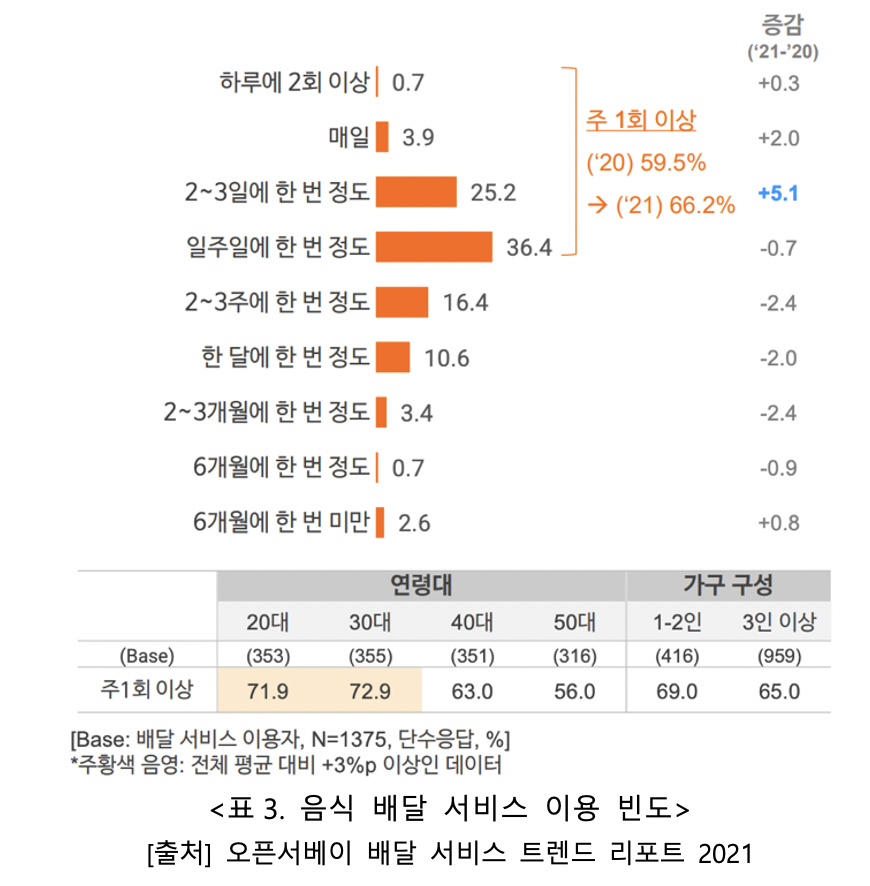 증감
('21-'20)
하루에 2회 이상 0.7 +0.3
매일 3.9 +2.0
2~3일에 한 번 정도 25.2 +5.1
일주일에 한 번 정도 36.4 -0.7
주 1회 이상
('20) 59.5%
→ ('21) 66.2%
2~3주에 한 번 정도 16.4 -2.4
한 달에 한 번 정도 10.6 -2.0
2~3개월에 한 번 정도 3.4 -2.4
6개월에 한 번 정도 0.7 -0.9
6개월에 한 번 미만 2.6 +0.8
연령대 가구 구성
20대 30대 40대 50대 1-2인 3인 이상
(Base) (353) (355) (351) (316) (416) (959)
주1회 이상 71.9 72.9 63.0 56.0 69.0 65.0
[Base: 배달 서비스 이용자, N=1375, 단수응답, %]
*주황색 음영: 전체 평균 대비 +3%p 이상인 데이터
<표 3. 음식 배달 서비스 이용 빈도>
[출처] 오픈서베이 배달 서비스 트렌드 리포트 2021